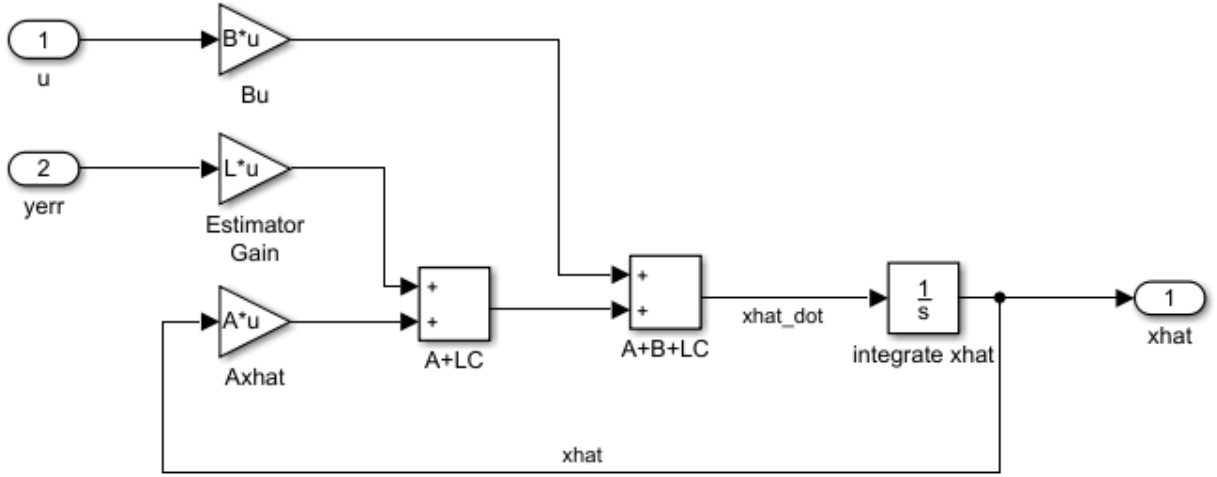 1
u
B*u
Bu
2
yerr
L*u
Estimator
Gain
A*u
Axhat
+
+
A+LC
+
+
A+B+LC
xhat_dot
1
s
integrate xhat
1
xhat
xhat